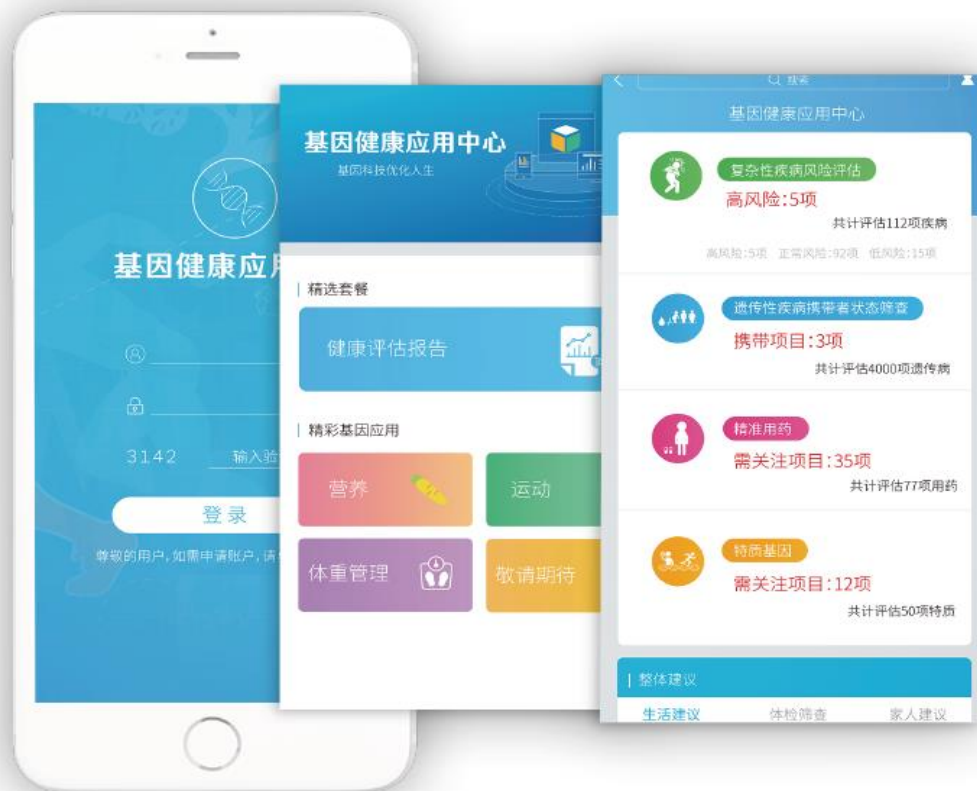 基因健康应
3142
输入验
登录
尊敬的用户,如需申请账户,请
基因健康应用中心
基因科技优化人生
精选套餐
健康评估报告
精彩基因应用
营养
运动
体重管理
敬请期待
搜索
基因健康应用中心
复杂性疾病风险评估
高风险:5项
共计评估112项疾病
高风险:5项 正常风险:92项 低风险:15项
遗传性疾病携带者状态筛查
携带项目:3项
共计评估4000项遗传病
精准用药
需关注项目:35项
共计评估77项用药
特质基因
需关注项目:12项
共计评估50项特质
整体建议
生活建议 体检筛查 家人建议